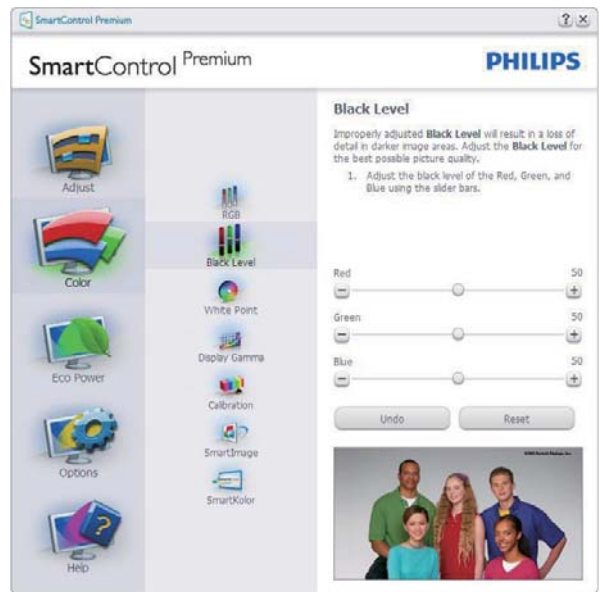 SmartControl Premium
SmartControl Premium
PHILIPS
Adjust
Color
Eco Power
Options
Help
RGB
Black Level
White Point
Display Gamma
Calibration
SmartImage
SmartKolor
Black Level
Improperly adjusted Black Level will result in a loss of
detail in darker image areas. Adjust the Black Level for
the best possible picture quality.
1. Adjust the black level of the Red, Green, and
Blue using the slider bars.
Red 50
Green 50
Blue 50
Undo Reset